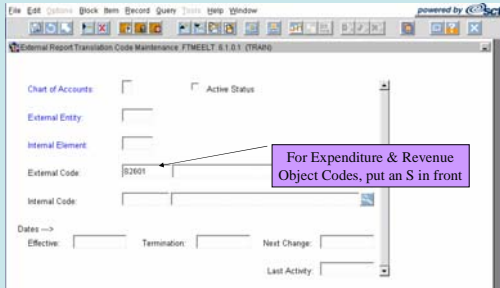 File Edit Options Block Item Record Query Tools Help Window
powered by SC
External Report Translation Code Maintenance FTMEELT 6.1.0.1 (TRAIN)
Chart of Accounts:
Active Status
External Entity:
Internal Element:
External Code:
For Expenditure & Revenue
Object Codes, put an S in front
Internal Code:
Dates --->
Effective: Termination: Next Change:
Last Activity: